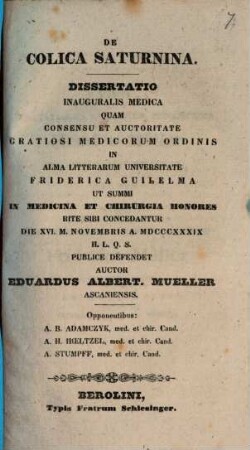 7.
DE
COLICA SATURNINA.
DISSERTATIO
INAUGURALIS MEDICA
QUAM
CONSENSU ET AUCTORITATE
GRATIOSI MEDICORUM ORDINIS
IN
ALMA LITTERARUM UNIVERSITATE
FRIDERICA GUILELMA
UT SUMMI
IN MEDICINA ET CHIRURGIA HONORES
RITE SIBI CONCEDANTUR
DIE XVI. M. NOVEMBRIS A. MDCCCXXXIX
H. L. Q. S.
PUBLICE DEFENDET
AUCTOR
EDUARDUS ALBERT. MUELLER
ASCANIENSIS.
Opponentibus:
A. B. ADAMCZYK, med. et chir. Cand.
A. H. HŒLTZEL, med. et chir. Cand.
A. STUMPFF, med. et chir. Cand.
BEROLINI,
Typis Fratrum Schlesinger.